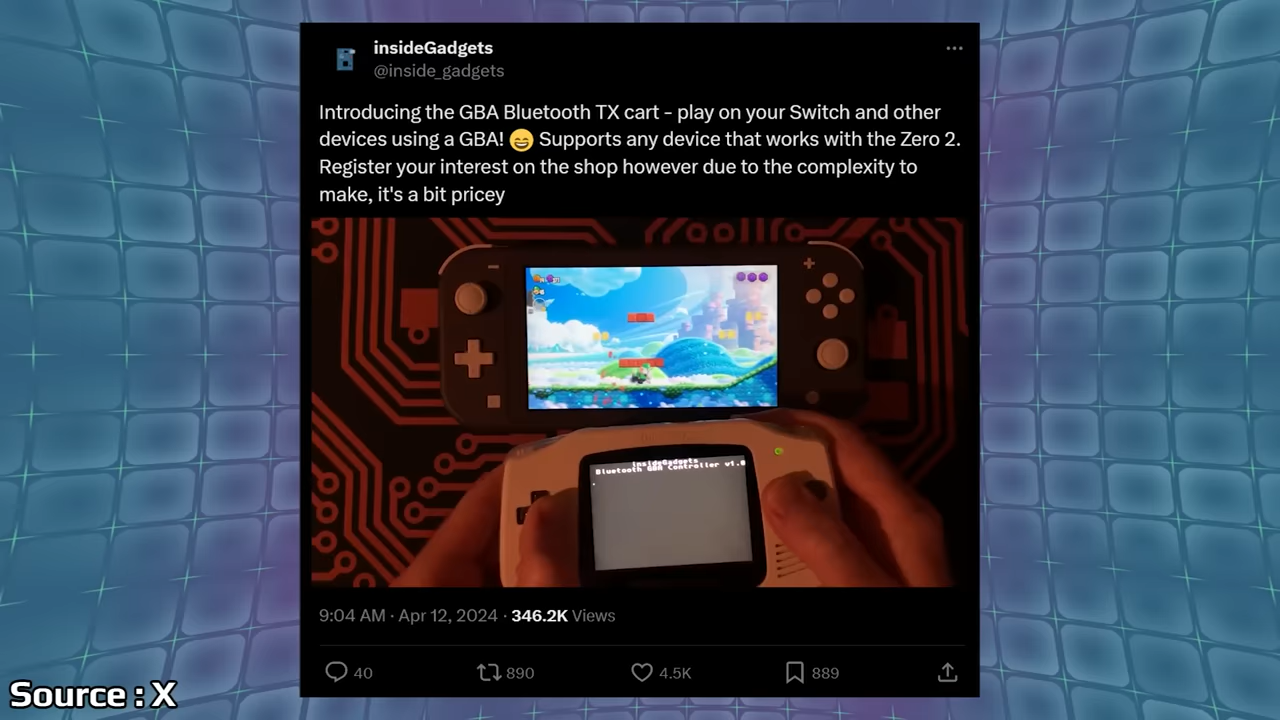 insideGadgets
@inside_gadgets
Introducing the GBA Bluetooth TX cart - play on your Switch and other
devices using a GBA! 😄 Supports any device that works with the Zero 2.
Register your interest on the shop however due to the complexity to
make, it's a bit pricey
insideGadgets
Bluetooth GBA Controller v1.0
9:04 AM · Apr 12, 2024 · 346.2K Views
40 890 4.5K 889
Source : X